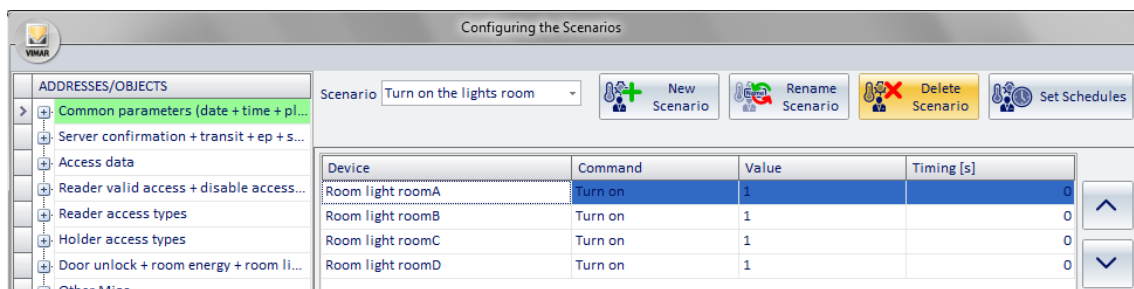 Configuring the Scenarios
VIMAR
ADDRESSES/OBJECTS
Common parameters (date + time + pl...
Server confirmation + transit + ep + s...
Access data
Reader valid access + disable access...
Reader access types
Holder access types
Door unlock + room energy + room li...
Scenario Turn on the lights room
New Scenario
Rename Scenario
Delete Scenario
Set Schedules
Device Command Value Timing [s]
Room light roomA Turn on 1 0
Room light roomB Turn on 1 0
Room light roomC Turn on 1 0
Room light roomD Turn on 1 0